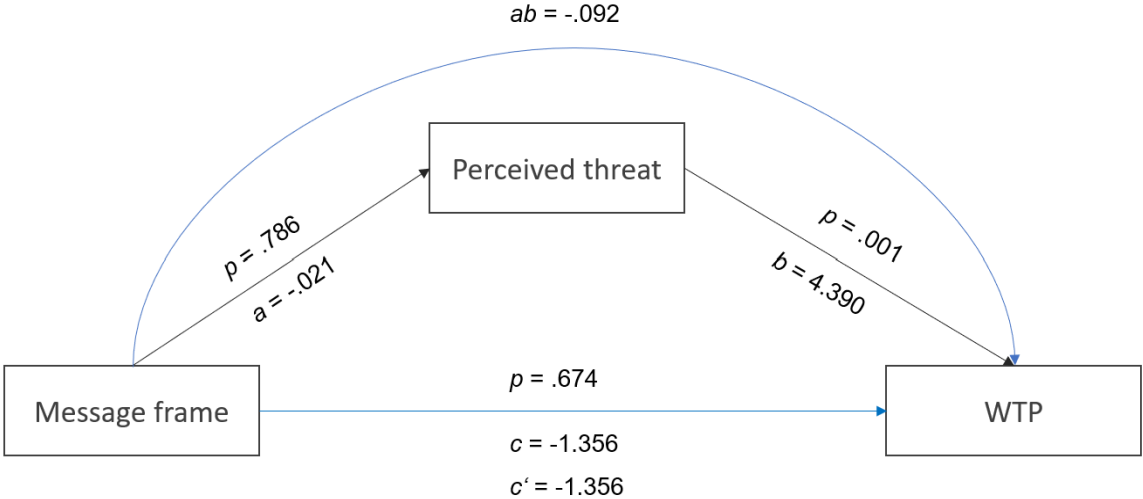 ab = -.092
Perceived threat
p = .786
a = -.021
p = .001
b = 4.390
Message frame
p = .674
WTP
c = -1.356
c‘ = -1.356